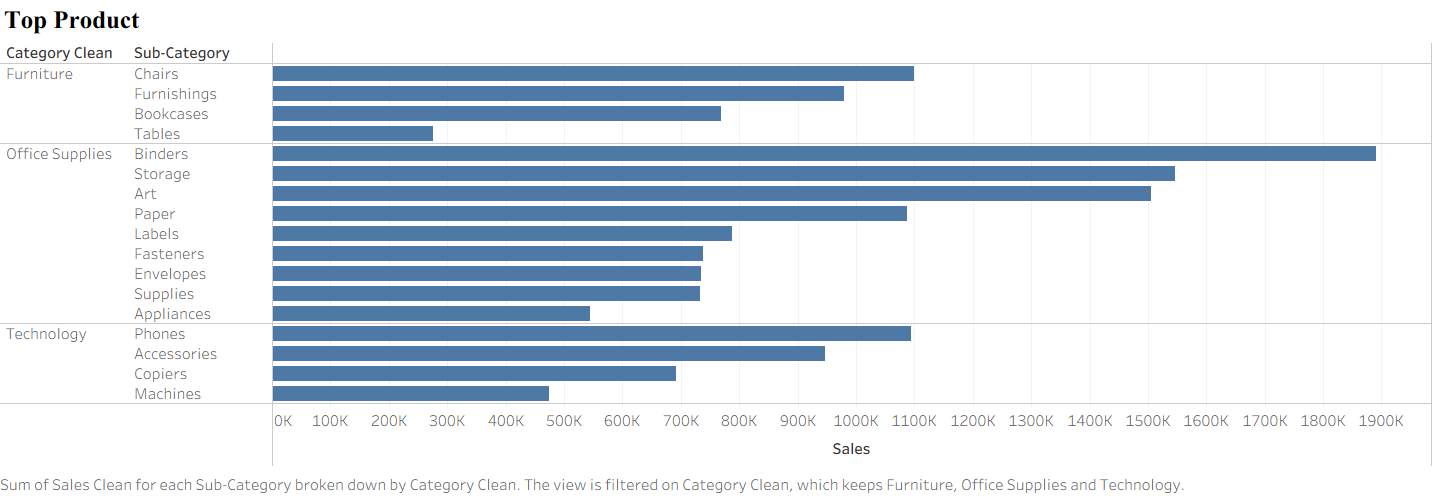 Top Product
Category Clean Sub-Category
Furniture Chairs
Furnishings
Bookcases
Tables
Office Supplies Binders
Storage
Art
Paper
Labels
Fasteners
Envelopes
Supplies
Appliances
Technology Phones
Accessories
Copiers
Machines
0K 100K 200K 300K 400K 500K 600K 700K 800K 900K 1000K 1100K 1200K 1300K 1400K 1500K 1600K 1700K 1800K 1900K
Sales
Sum of Sales Clean for each Sub-Category broken down by Category Clean. The view is filtered on Category Clean, which keeps Furniture, Office Supplies and Technology.